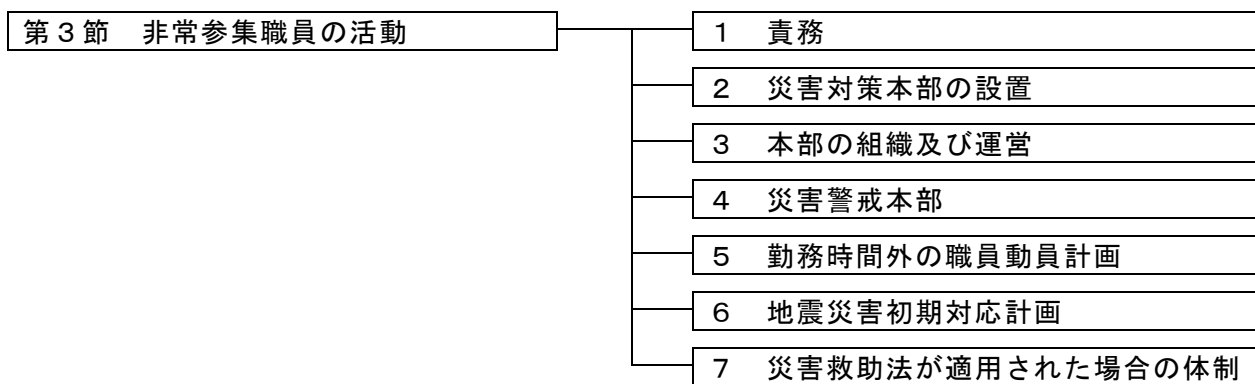 第３節　非常参集職員の活動
１　責務
２　災害対策本部の設置
３　本部の組織及び運営
４　災害警戒本部
５　勤務時間外の職員動員計画
６　地震災害初期対応計画
７　災害救助法が適用された場合の体制